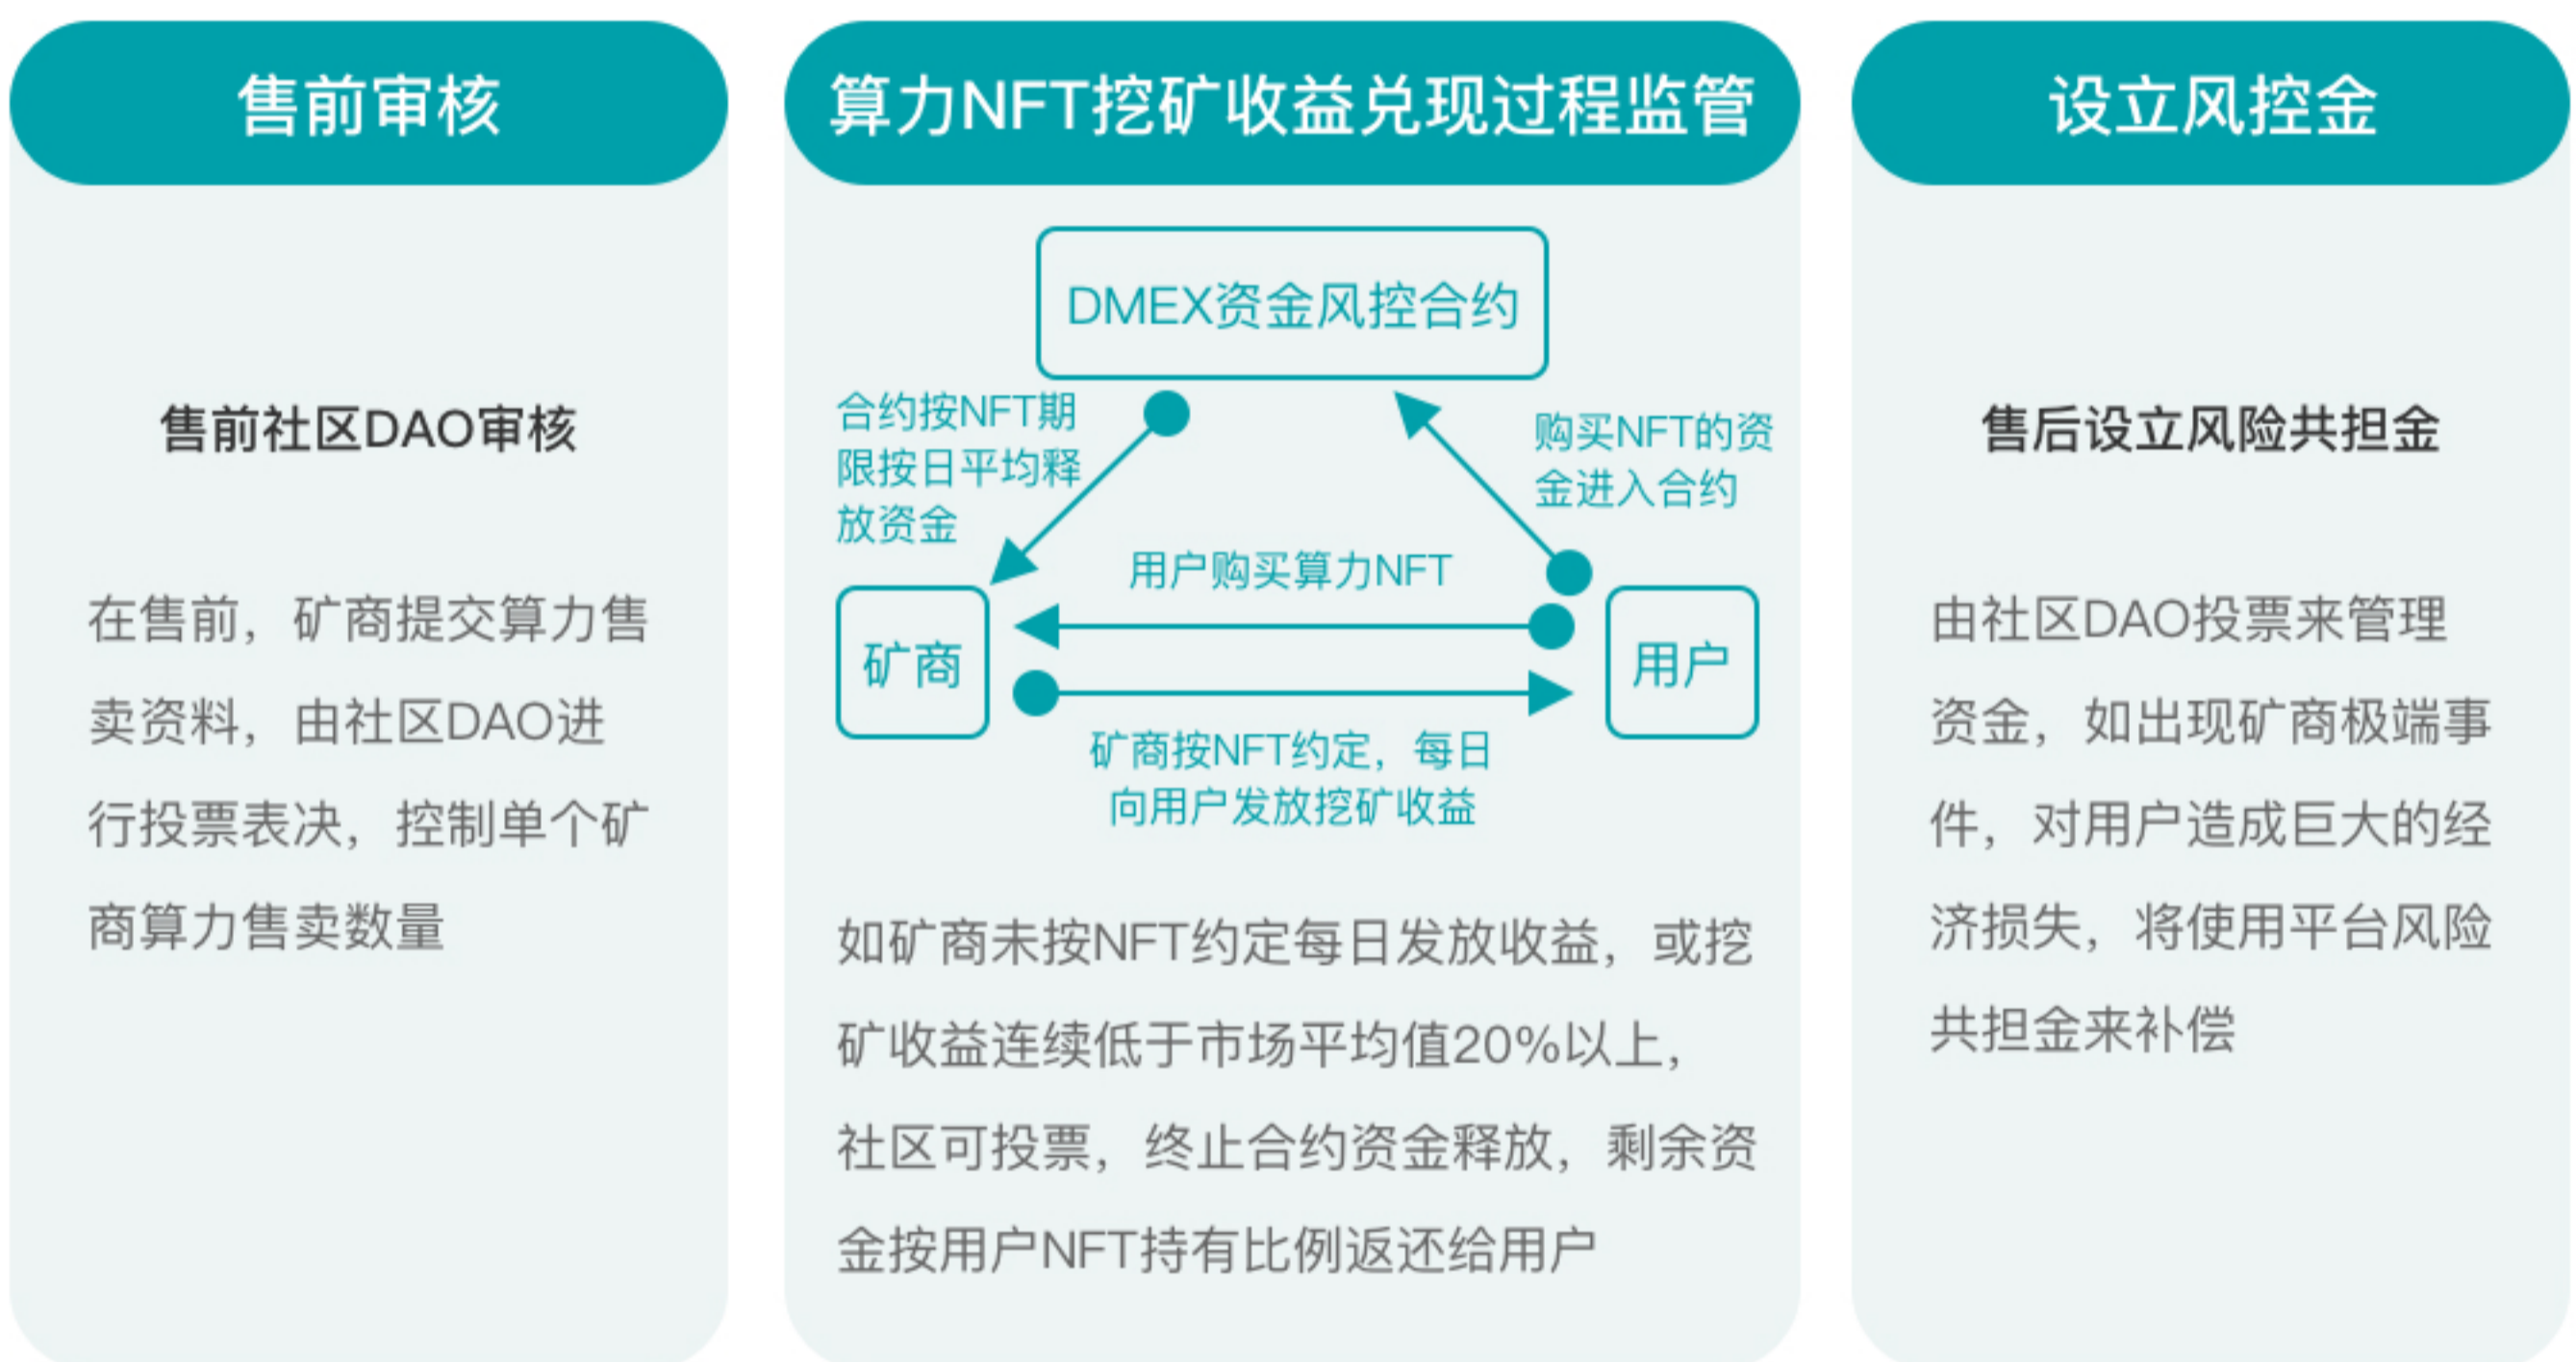 售前审核
售前社区DAO审核
在售前，矿商提交算力售
卖资料，由社区DAO进
行投票表决，控制单个矿
商算力售卖数量
算力NFT挖矿收益兑现过程监管
DMEX资金风控合约
合约按NFT期
限按日平均释
放资金
购买NFT的资
金进入合约
用户购买算力NFT
矿商
用户
矿商按NFT约定，每日
向用户发放挖矿收益
如矿商未按NFT约定每日发放收益，或挖
矿收益连续低于市场平均值20%以上，
社区可投票，终止合约资金释放，剩余资
金按用户NFT持有比例返还给用户
设立风控金
售后设立风险共担金
由社区DAO投票来管理
资金，如出现矿商极端事
件，对用户造成巨大的经
济损失，将使用平台风险
共担金来补偿